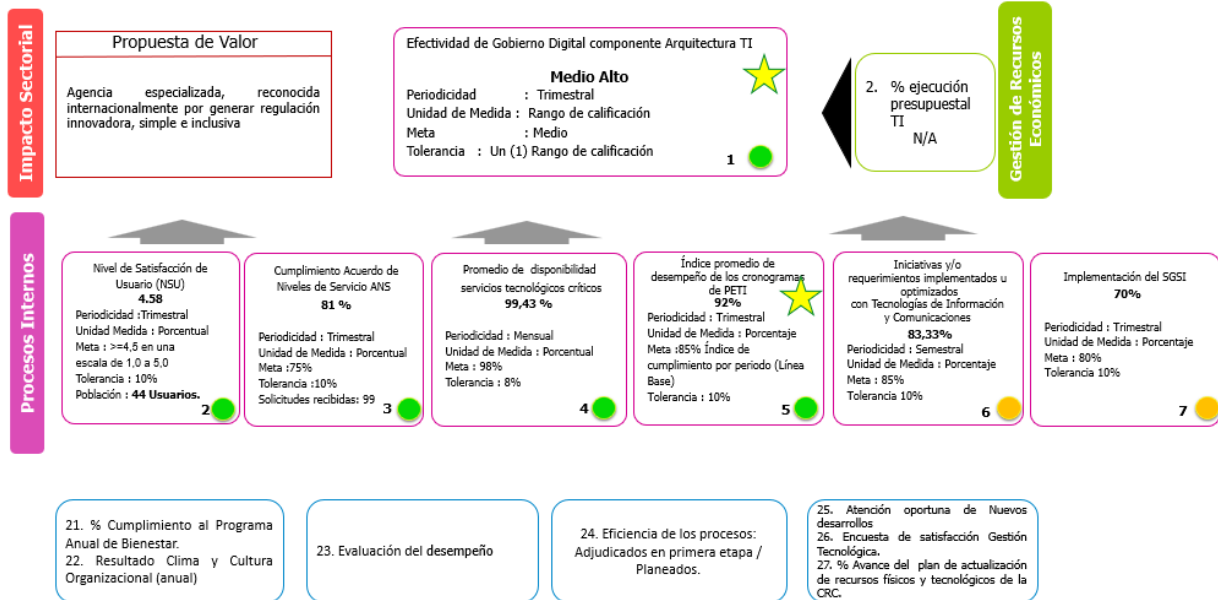 Impacto Sectorial
Propuesta de Valor
Agencia especializada, reconocida
internacionalmente por generar regulación
innovadora, simple e inclusiva
Efectividad de Gobierno Digital componente Arquitectura TI
Medio Alto
Periodicidad : Trimestral
Unidad de Medida : Rango de calificación
Meta : Medio
Tolerancia : Un (1) Rango de calificación
1
2. % ejecución
presupuestal
TI
N/A
Gestión de Recursos
Económicos
Procesos Internos
Nivel de Satisfacción de
Usuario (NSU)
4.58
Periodicidad :Trimestral
Unidad Medida : Porcentual
Meta : >=4,5 en una
escala de 1,0 a 5,0
Tolerancia : 10%
Población : 44 Usuarios.
2
Cumplimiento Acuerdo de
Niveles de Servicio ANS
81 %
Periodicidad : Trimestral
Unidad de Medida : Porcentual
Meta :75%
Tolerancia :10%
Solicitudes recibidas: 99
3
Promedio de disponibilidad
servicios tecnológicos críticos
99,43 %
Periodicidad : Mensual
Unidad de Medida : Porcentual
Meta : 98%
Tolerancia : 8%
4
Índice promedio de
desempeño de los cronogramas
de PETI
92%
Periodicidad : Trimestral
Unidad de Medida : Porcentaje
Meta :85% Índice de
cumplimiento por periodo (Línea
Base)
Tolerancia : 10%
5
Iniciativas y/o
requerimientos implementados u
optimizados
con Tecnologías de Información
y Comunicaciones
83,33%
Periodicidad : Semestral
Unidad de Medida : Porcentaje
Meta : 85%
Tolerancia 10%
6
Implementación del SGSI
70%
Periodicidad : Trimestral
Unidad de Medida : Porcentaje
Meta : 80%
Tolerancia 10%
7
21. % Cumplimiento al Programa
Anual de Bienestar.
22. Resultado Clima y Cultura
Organizacional (anual)
23. Evaluación del desempeño
24. Eficiencia de los procesos:
Adjudicados en primera etapa /
Planeados.
25. Atención oportuna de Nuevos
desarrollos
26. Encuesta de satisfacción Gestión
Tecnológica.
27. % Avance del plan de actualización
de recursos físicos y tecnológicos de la
CRC.